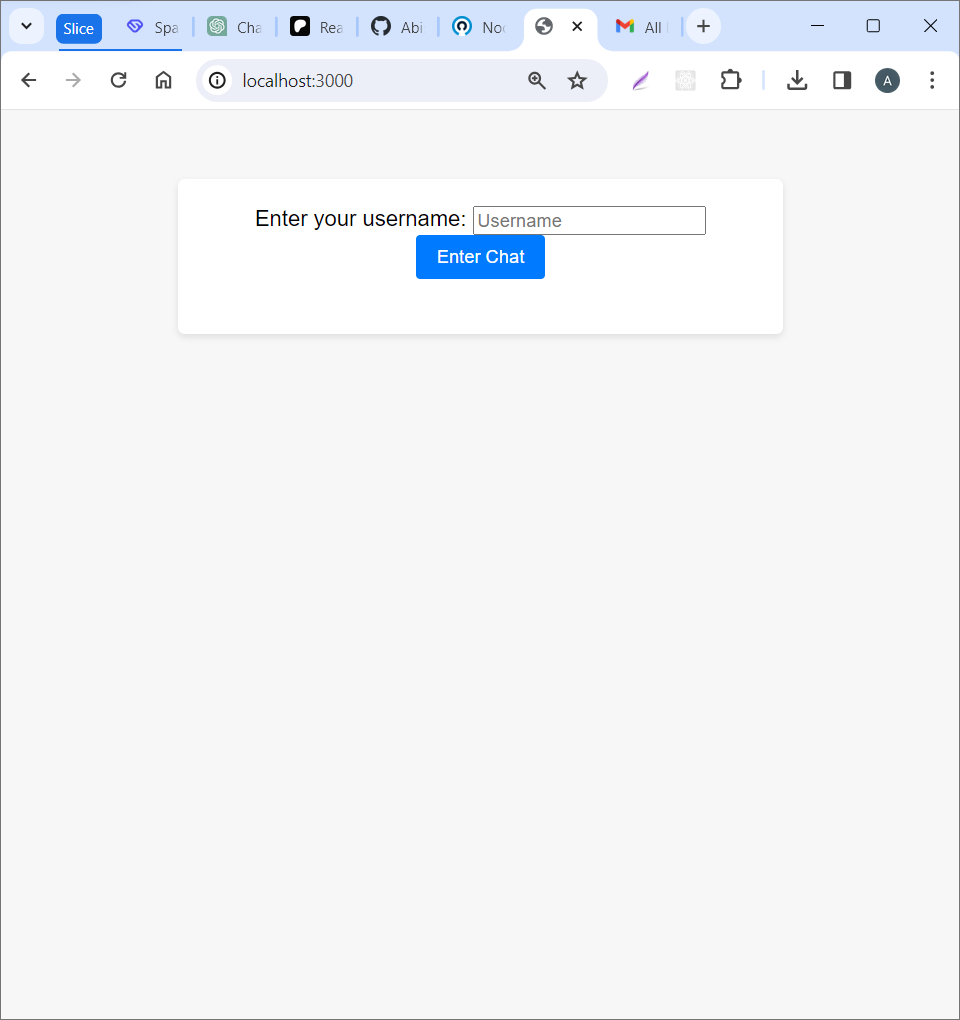 Slice Spa Cha Rea Abi Noc All
localhost:3000 A
Enter your username: Username
Enter Chat